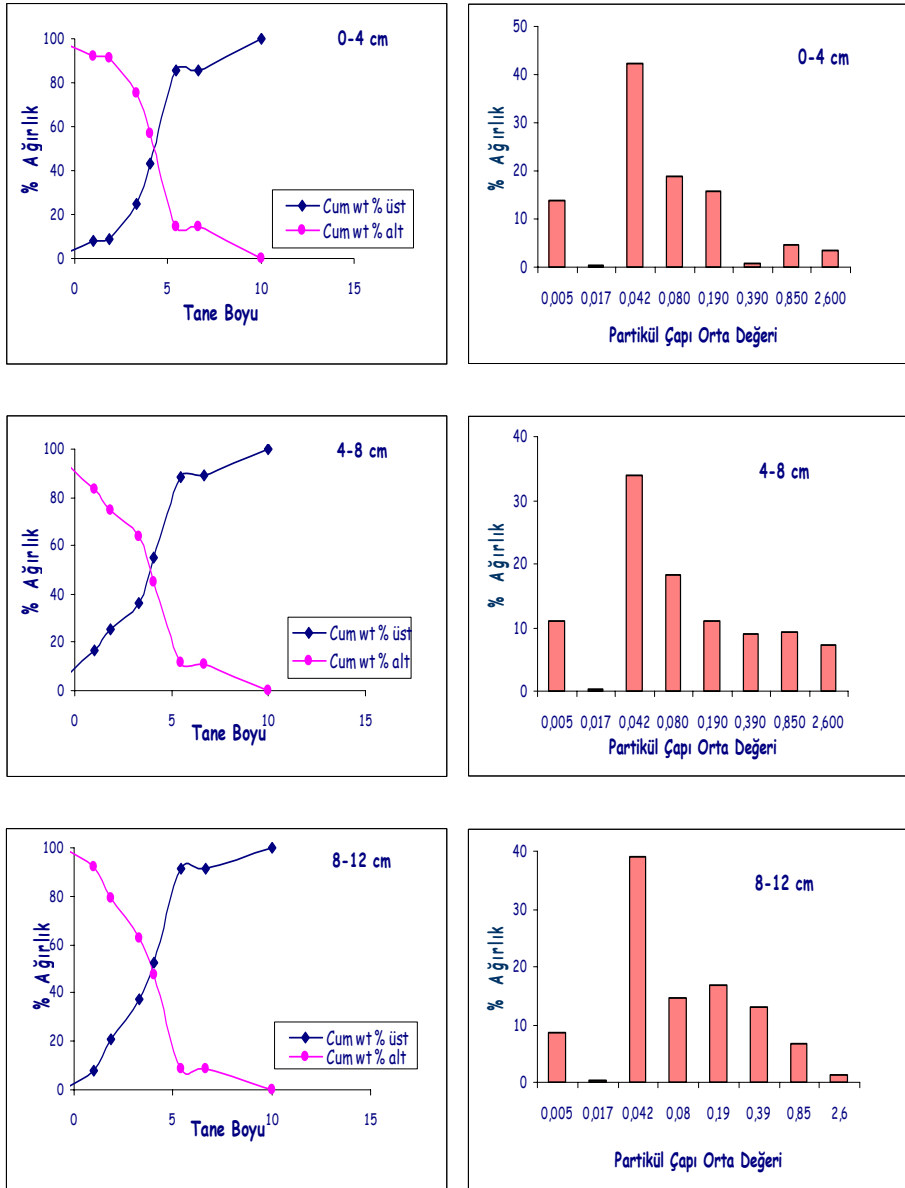 0-4 cm
% Ağırlık
100
80
60
40
20
0
Cum wt % üst
Cum wt % alt
0 5 10 15
Tane Boyu
0-4 cm
% Ağırlık
50
40
30
20
10
0
0,005 0,017 0,042 0,080 0,190 0,390 0,850 2,600
Partikül Çapı Orta Değeri
4-8 cm
% Ağırlık
100
80
60
40
20
0
Cum wt % üst
Cum wt % alt
0 5 10 15
Tane Boyu
4-8 cm
% Ağırlık
40
30
20
10
0
0,005 0,017 0,042 0,080 0,190 0,390 0,850 2,600
Partikül Çapı Orta Değeri
8-12 cm
% Ağırlık
100
80
60
40
20
0
Cum wt % üst
Cum wt % alt
0 5 10 15
Tane Boyu
8-12 cm
% Ağırlık
40
30
20
10
0
0,005 0,017 0,042 0,08 0,19 0,39 0,85 2,6
Partikül Çapı Orta Değeri